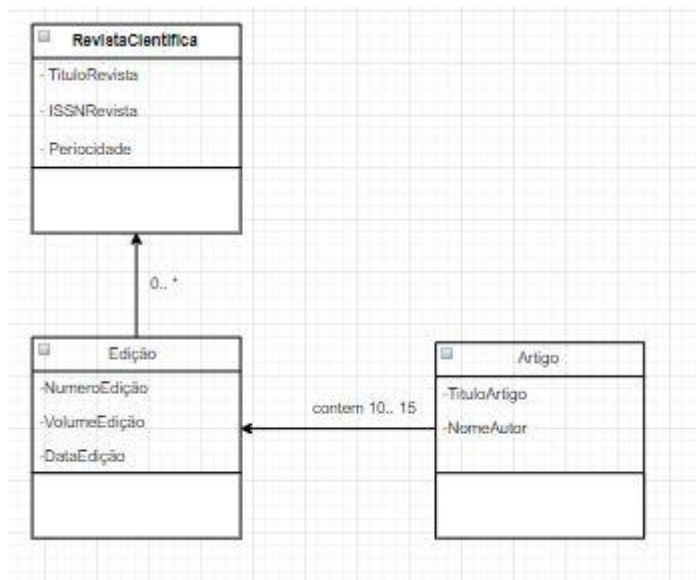 RevistaCientifica
- TituloRevista
- ISSNRevista
- Periocidade
0.. *
Edição
-NumeroEdição
-VolumeEdição
-DataEdição
contem 10.. 15
Artigo
-TituloArtigo
-NomeAutor